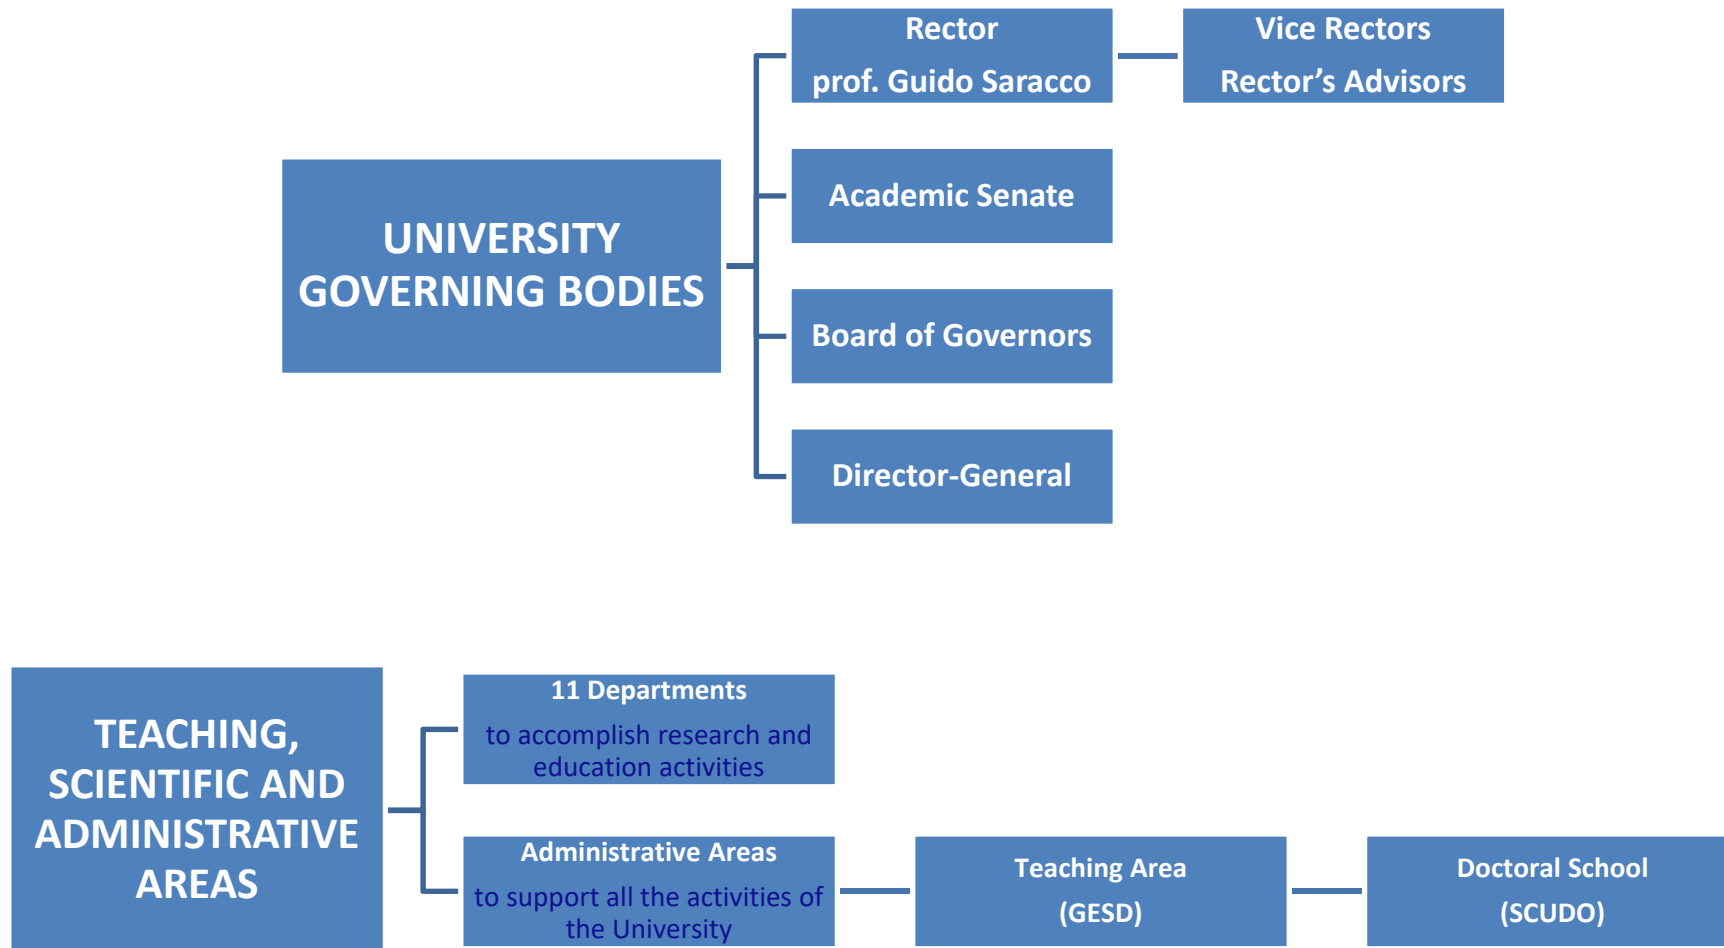 Rector
prof. Guido Saracco
Vice Rectors
Rector’s Advisors
UNIVERSITY
GOVERNING BODIES
Academic Senate
Board of Governors
Director-General
TEACHING,
SCIENTIFIC AND
ADMINISTRATIVE
AREAS
11 Departments
to accomplish research and
education activities
Administrative Areas
to support all the activities of
the University
Teaching Area
(GESD)
Doctoral School
(SCUDO)